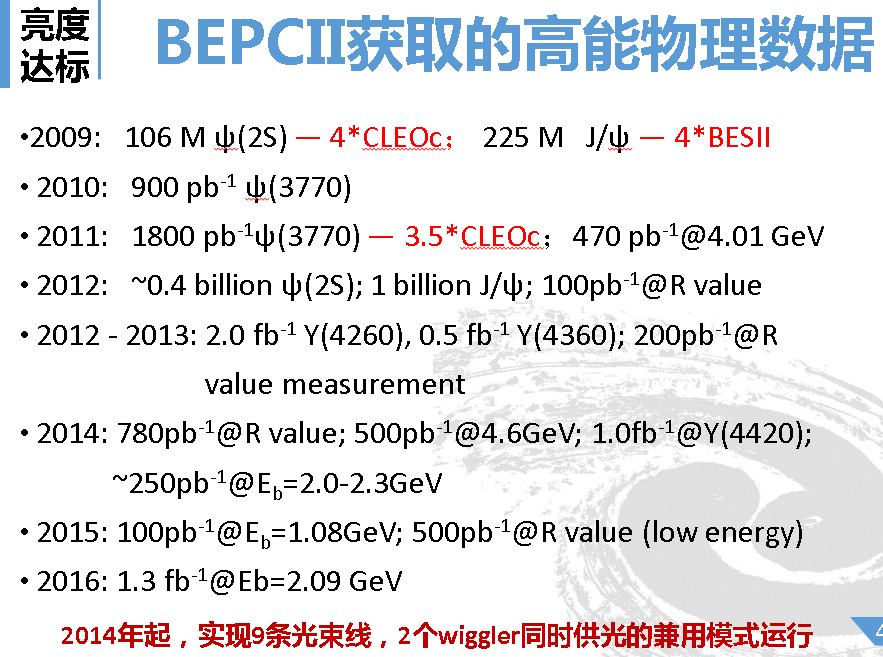 亮度
达标
BEPCII获取的高能物理数据
•2009: 106 M ψ(2S) — 4*CLEOc； 225 M J/ψ — 4*BESII
• 2010: 900 pb⁻¹ ψ(3770)
• 2011: 1800 pb⁻¹ψ(3770) — 3.5*CLEOc；470 pb⁻¹@4.01 GeV
• 2012: ~0.4 billion ψ(2S); 1 billion J/ψ; 100pb⁻¹@R value
• 2012 - 2013: 2.0 fb⁻¹ Y(4260), 0.5 fb⁻¹ Y(4360); 200pb⁻¹@R
value measurement
• 2014: 780pb⁻¹@R value; 500pb⁻¹@4.6GeV; 1.0fb⁻¹@Y(4420);
~250pb⁻¹@E_b=2.0-2.3GeV
• 2015: 100pb⁻¹@E_b=1.08GeV; 500pb⁻¹@R value (low energy)
• 2016: 1.3 fb⁻¹@Eb=2.09 GeV
2014年起，实现9条光束线，2个wiggler同时供光的兼用模式运行